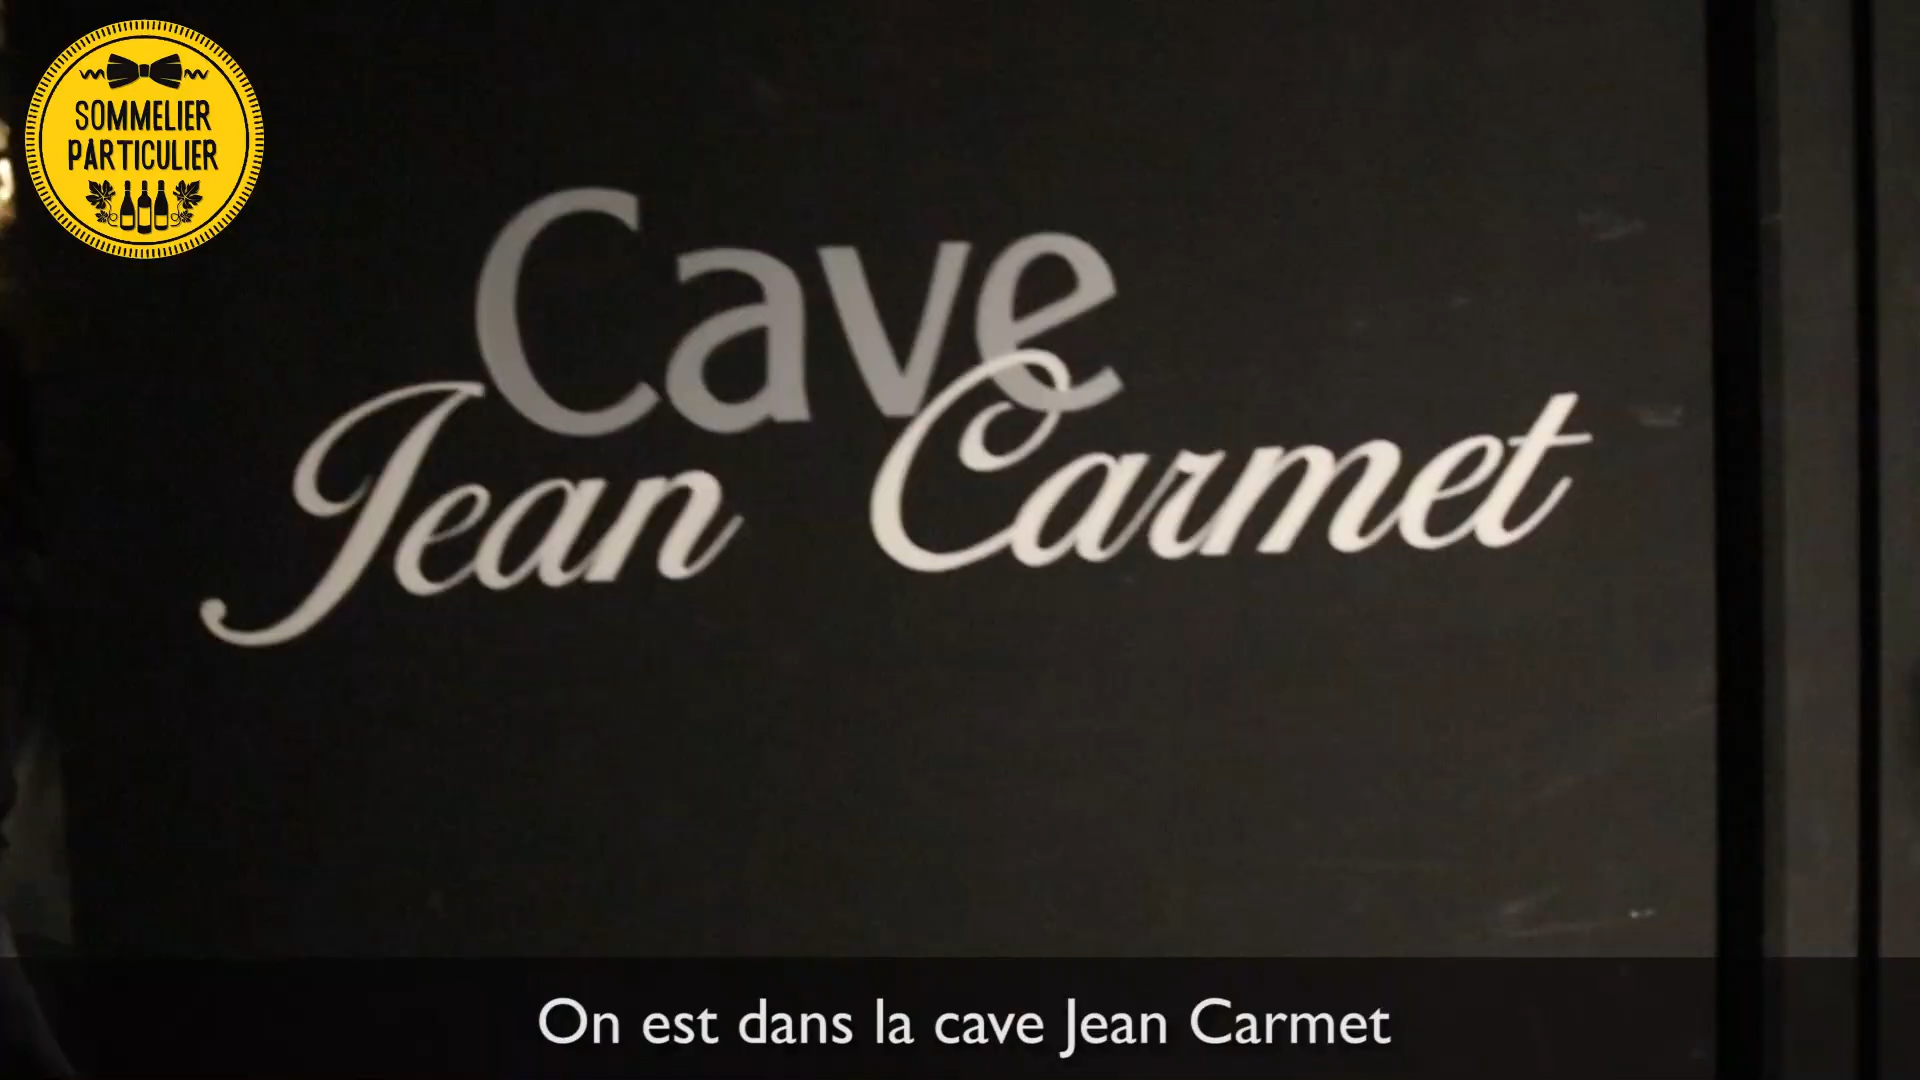 SOMMELIER
PARTICULIER
Cave
Jean Carmet
On est dans la cave Jean Carmet